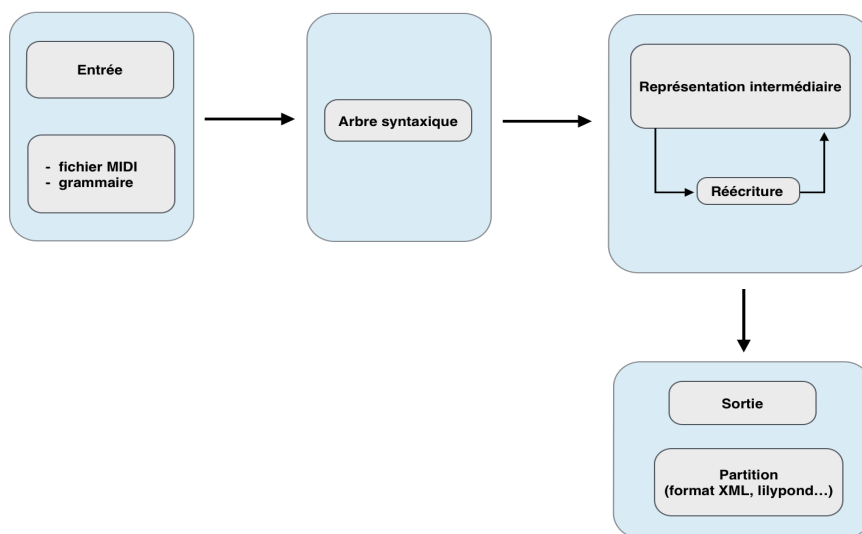 Entrée
- fichier MIDI
- grammaire
Arbre syntaxique
Représentation intermédiaire
Réécriture
Sortie
Partition
(format XML, lilypond...)